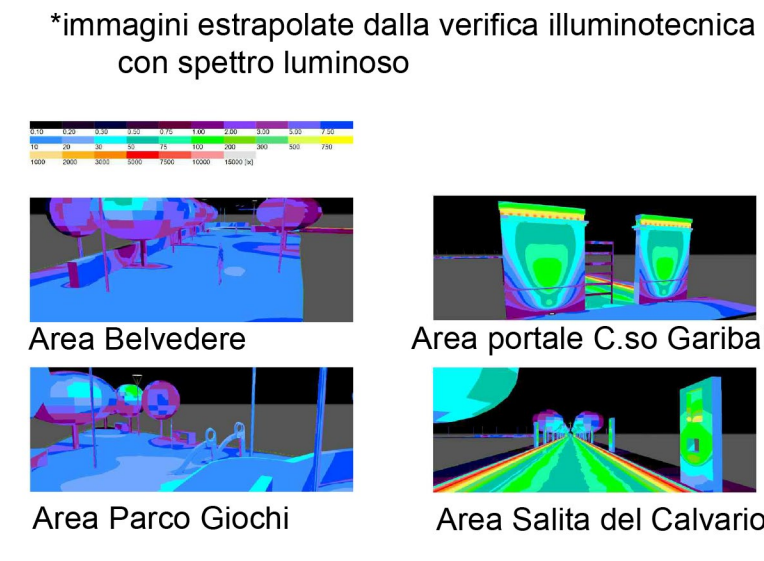 *immagini estrapolate dalla verifica illuminotecnica
con spettro luminoso
0.10 0.20 0.30 0.50 0.75 1.00 2.00 3.00 5.00 7.50
10 20 30 50 75 100 200 300 500 750
1000 2000 3000 5000 7500 10000 15000 [lx]
Area Belvedere
Area portale C.so Gariba
Area Parco Giochi
Area Salita del Calvario